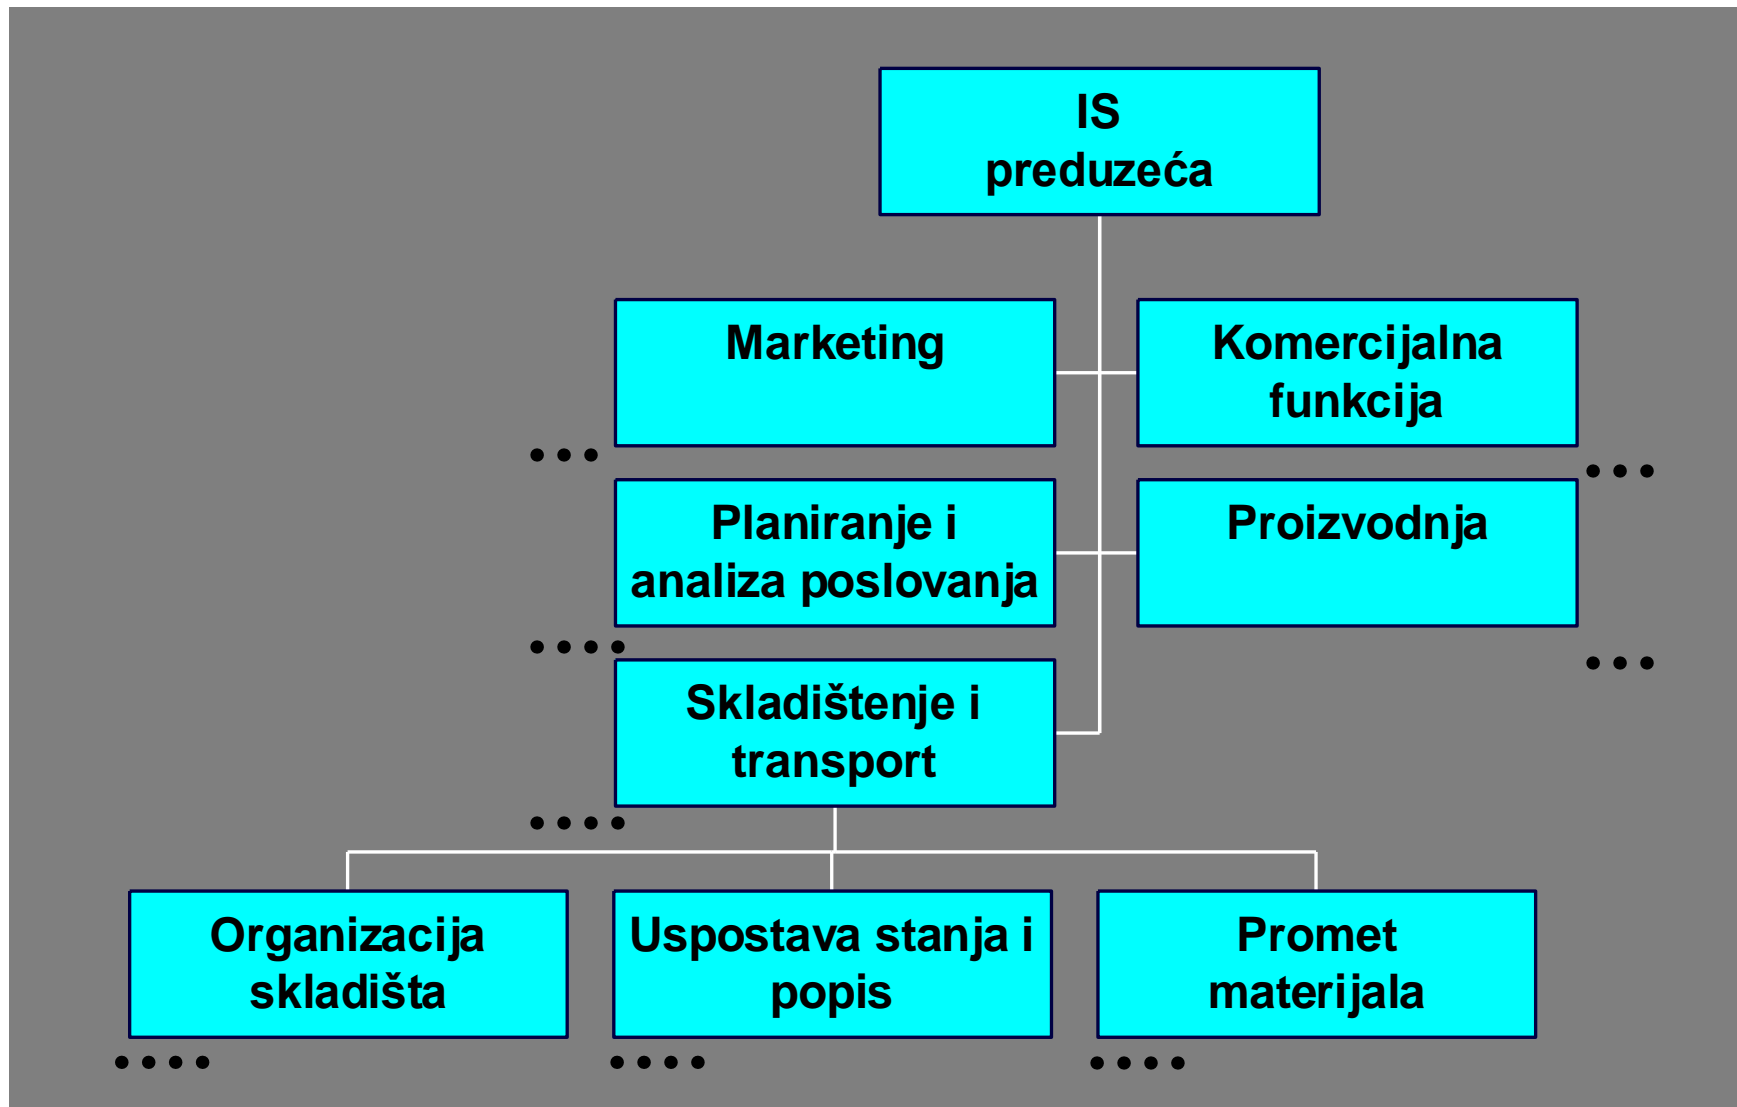 IS
preduzeća
Marketing
Komercijalna
funkcija
• • •
• • •
Planiranje i
analiza poslovanja
Proizvodnja
• • • •
• • •
Skladištenje i
transport
• • • •
Organizacija
skladišta
Uspostava stanja i
popis
Promet
materijala
• • • •
• • • •
• • • •